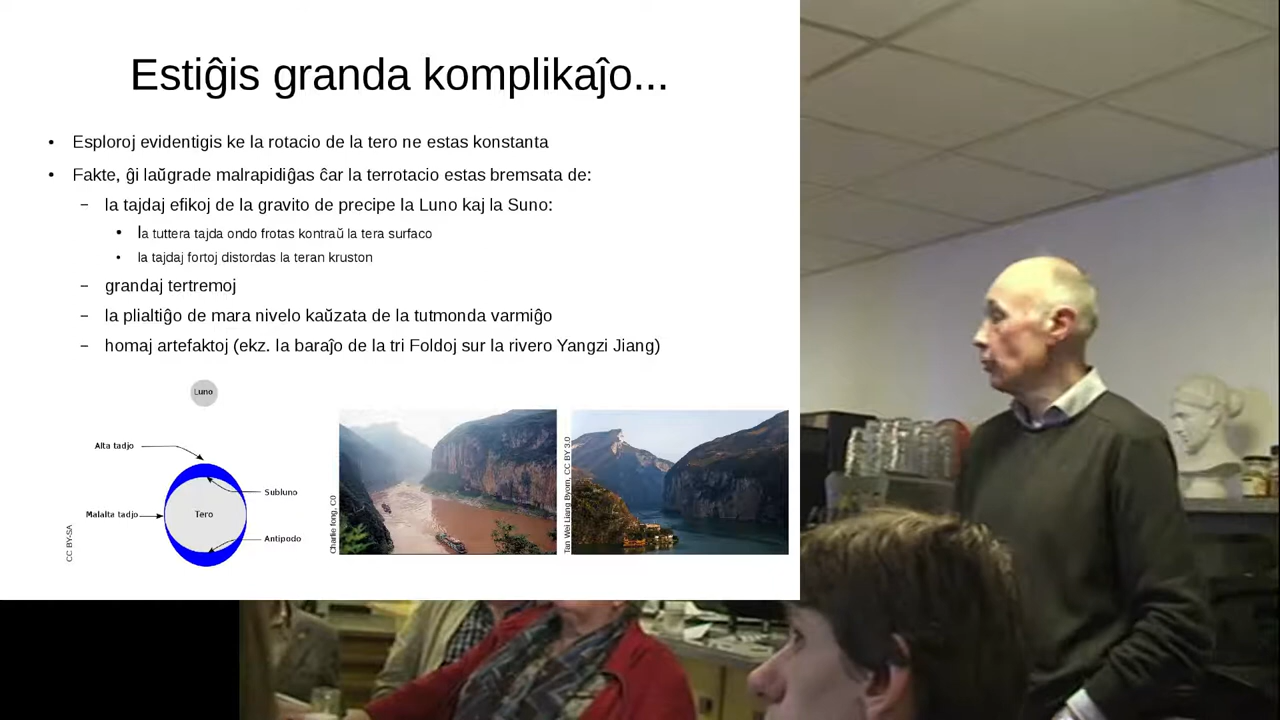 Estiĝis granda komplikaĵo...
• Esploroj evidentigis ke la rotacio de la tero ne estas konstanta
• Fakte, ĝi laŭgrade malrapidiĝas ĉar la terrotacio estas bremsata de:
– la tajdaj efikoj de la gravito de precipe la Luno kaj la Suno:
• la tuttera tajda ondo frotas kontraŭ la tera surfaco
• la tajdaj fortoj distordas la teran kruston
– grandaj tertremoj
– la plialtiĝo de mara nivelo kaŭzata de la tutmonda varmiĝo
– homaj artefaktoj (ekz. la baraĵo de la tri Foldoj sur la rivero Yangzi Jiang)
Luno
Alta tadjo
Subluno
Malalta tadjo
Tero
Antipodo
CC BY-SA
Charlie fong, C0
Tan Wei Liang Byorn, CC BY 3.0